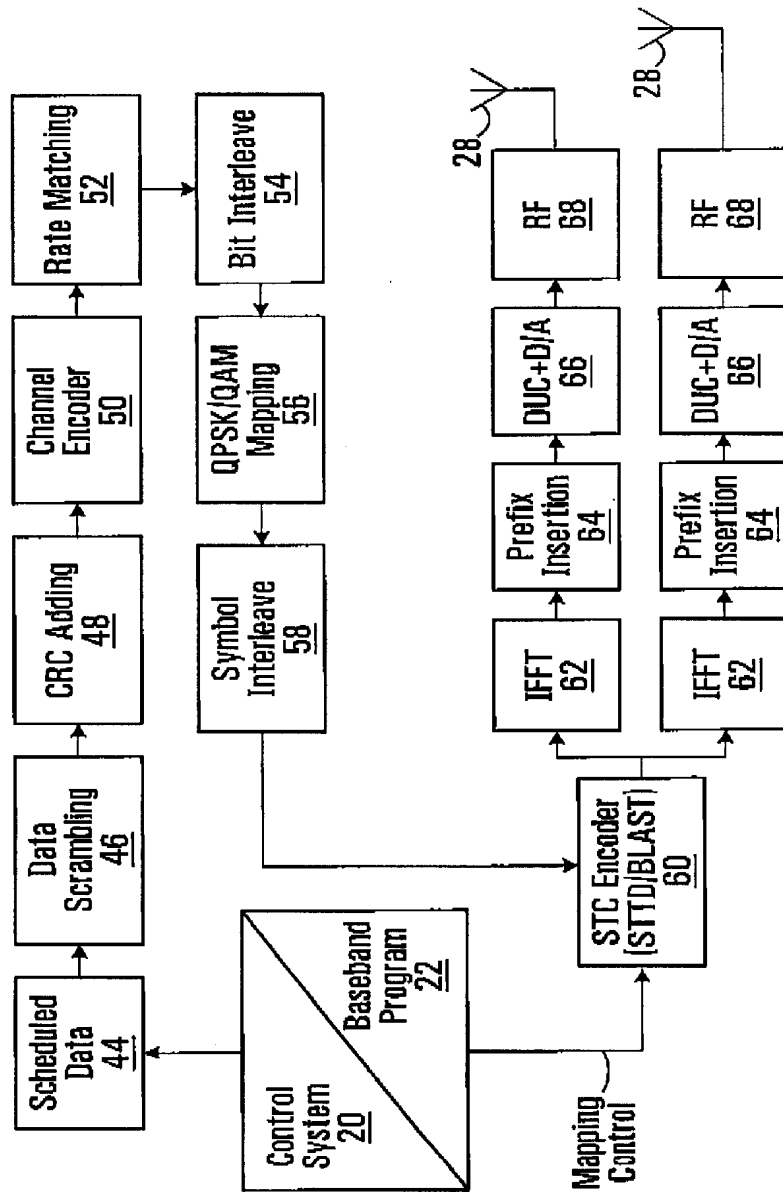 Scheduled
Data
44
Data
Scrambling
46
CRC Adding
48
Channel
Encoder
50
Rate Matching
52
Bit Interleave
54
QPSK/QAM
Mapping
56
Symbol
Interleave
58
Control
System
20
Baseband
Program
22
Mapping
Control
STC Encoder
(STTD/BLAST)
60
IFFT
62
Prefix
Insertion
64
DUC+D/A
66
RF
68
28
IFFT
62
Prefix
Insertion
64
DUC+D/A
66
RF
68
28